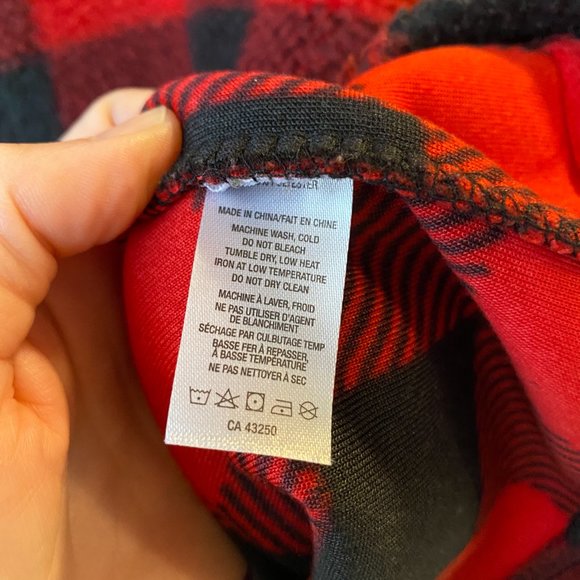 POLYESTER
MADE IN CHINA/FAIT EN CHINE
MACHINE WASH, COLD
DO NOT BLEACH
TUMBLE DRY, LOW HEAT
IRON AT LOW TEMPERATURE
DO NOT DRY CLEAN
MACHINE À LAVER, FROID
NE PAS UTILISER D'AGENT
DE BLANCHIMENT
SÉCHAGE PAR CULBUTAGE TEMP
BASSE FER À REPASSER,
À BASSE TEMPÉRATURE
NE PAS NETTOYER À SEC
CA 43250